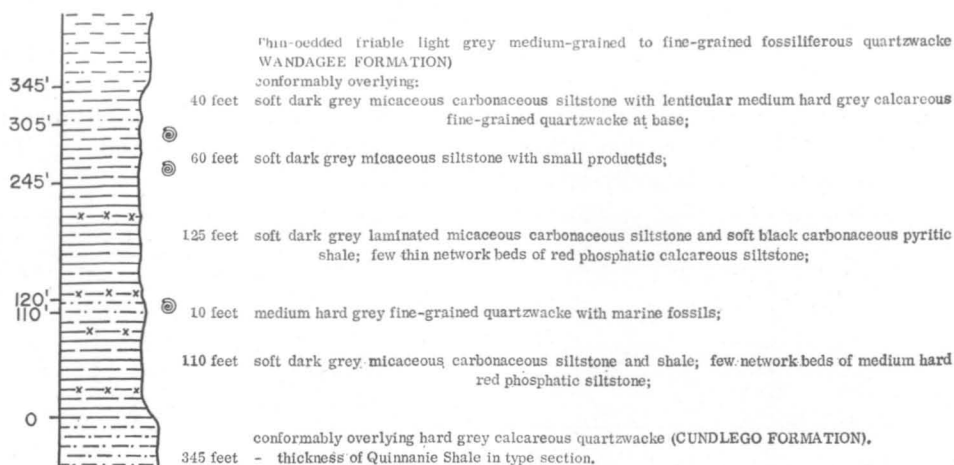 Thin-bedded friable light grey medium-grained to fine-grained fossiliferous quartzwacke
WANDAGEE FORMATION)
conformably overlying:
345'
40 feet soft dark grey micaceous carbonaceous siltstone with lenticular medium hard grey calcareous
fine-grained quartzwacke at base;
305'
60 feet soft dark grey micaceous siltstone with small productids;
245'
125 feet soft dark grey laminated micaceous carbonaceous siltstone and soft black carbonaceous pyritic
shale; few thin network beds of red phosphatic calcareous siltstone;
120'
110'
10 feet medium hard grey fine-grained quartzwacke with marine fossils;
110 feet soft dark grey micaceous carbonaceous siltstone and shale; few network beds of medium hard
red phosphatic siltstone;
0
conformably overlying hard grey calcareous quartzwacke (CUNDLEGO FORMATION).
345 feet - thickness of Quinnanie Shale in type section.